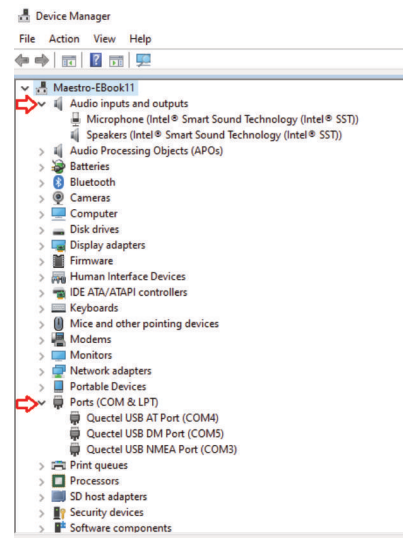 Device Manager
File Action View Help
Maestro-EBook11
Audio inputs and outputs
Microphone (Intel® Smart Sound Technology (Intel® SST))
Speakers (Intel® Smart Sound Technology (Intel® SST))
Audio Processing Objects (APOs)
Batteries
Bluetooth
Cameras
Computer
Disk drives
Display adapters
Firmware
Human Interface Devices
IDE ATA/ATAPI controllers
Keyboards
Mice and other pointing devices
Modems
Monitors
Network adapters
Portable Devices
Ports (COM & LPT)
Quectel USB AT Port (COM4)
Quectel USB DM Port (COM5)
Quectel USB NMEA Port (COM3)
Print queues
Processors
SD host adapters
Security devices
Software components